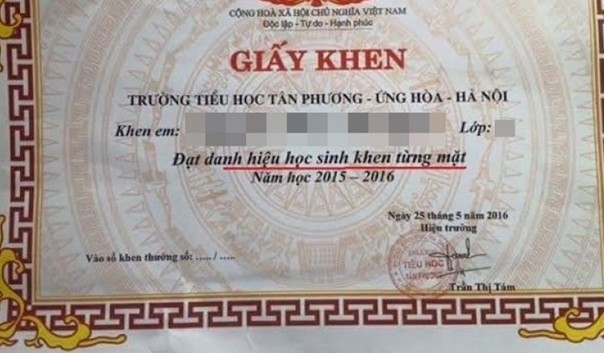 CỘNG HOÀ XÃ HỘI CHỦ NGHĨA VIỆT NAM
Độc lập - Tự do - Hạnh phúc
GIẤY KHEN
TRƯỜNG TIỂU HỌC TÂN PHƯƠNG - ỨNG HÒA - HÀ NỘI
Khen em: Lớp:
Đạt danh hiệu học sinh khen từng mặt
Năm học 2015 – 2016
Ngày 25 tháng 5 năm 2016
Hiệu trưởng
Vào sổ khen thưởng số: ..... / .....
TIỂU HỌC
Trần Thị Tám